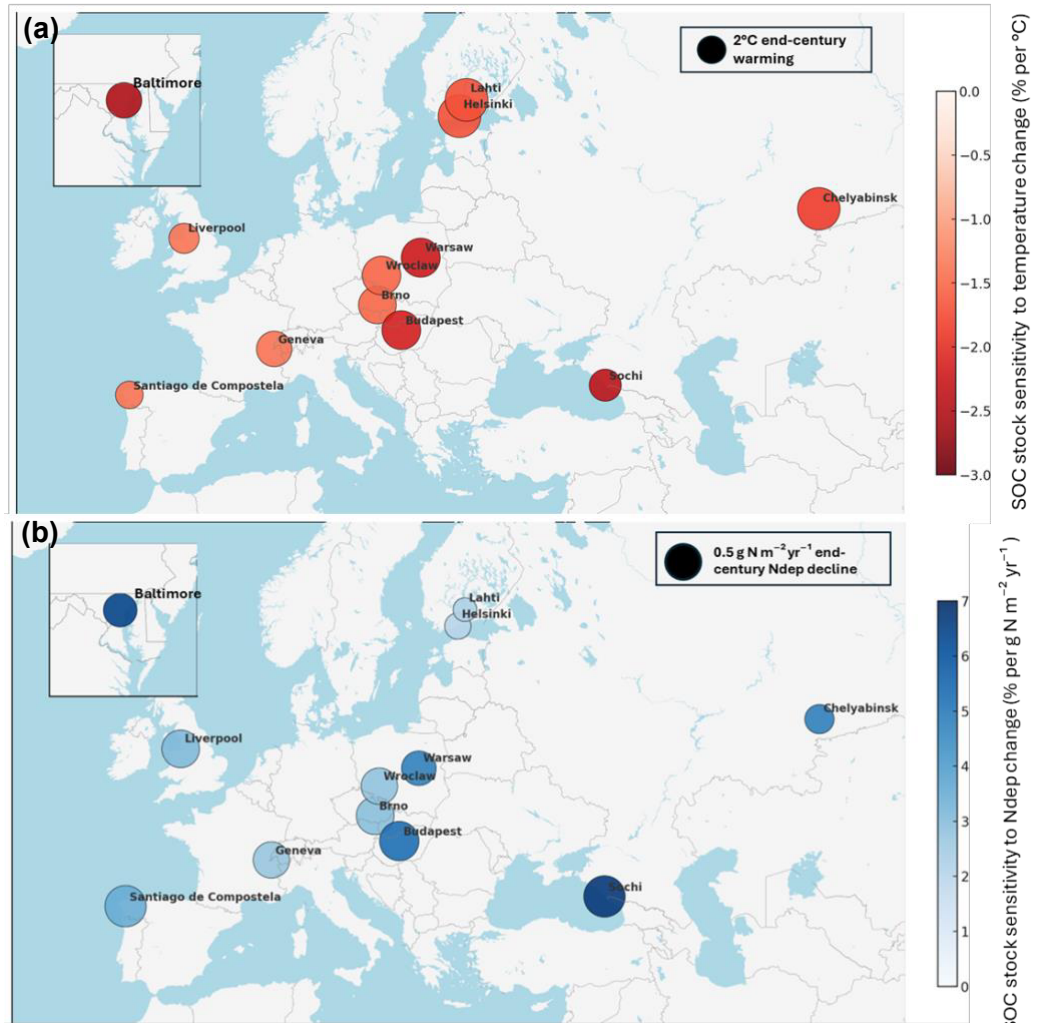 (a)
2°C end-century
warming
Baltimore
Lahti
Helsinki
Chelyabinsk
Liverpool
Warsaw
Wroclaw
Brno
Budapest
Geneva
Sochi
Santiago de Compostela
0.0
−0.5
−1.0
−1.5
−2.0
−2.5
−3.0
SOC stock sensitivity to temperature change (% per °C)
(b)
0.5 g N m⁻² yr⁻¹ end-
century Ndep decline
Baltimore
Lahti
Helsinki
Chelyabinsk
Liverpool
Warsaw
Wroclaw
Brno
Budapest
Geneva
Sochi
Santiago de Compostela
7
6
5
4
3
2
1
0
SOC stock sensitivity to Ndep change (% per g N m⁻² yr⁻¹)